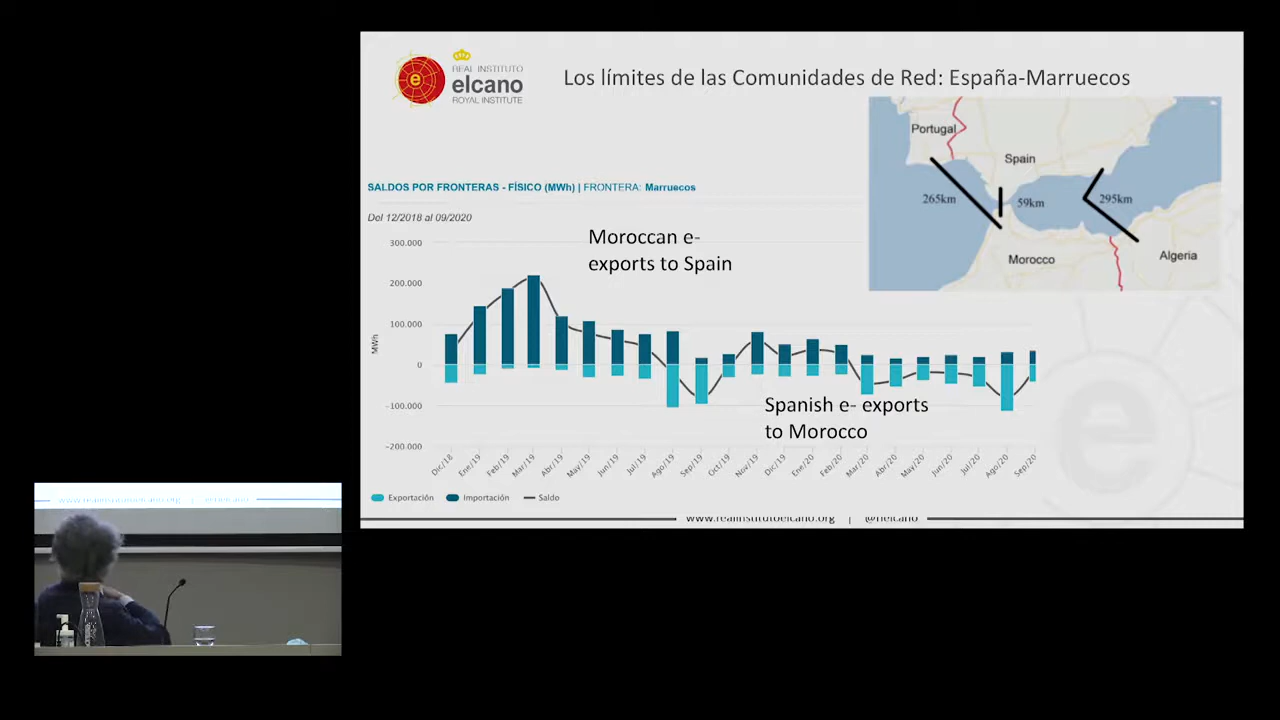 REAL INSTITUTO
elcano
ROYAL INSTITUTE
Los límites de las Comunidades de Red: España-Marruecos
Portugal
Spain
265km
59km
295km
Morocco
Algeria
SALDOS POR FRONTERAS - FÍSICO (MWh) | FRONTERA: Marruecos
Del 12/2018 al 09/2020
Moroccan e-
exports to Spain
300.000
200.000
100.000
0
-100.000
-200.000
MWh
Spanish e- exports
to Morocco
Dic/18 Ene/19 Feb/19 Mar/19 Abr/19 May/19 Jun/19 Jul/19 Ago/19 Sep/19 Oct/19 Nov/19 Dic/19 Ene/20 Feb/20 Mar/20 Abr/20 May/20 Jun/20 Jul/20 Ago/20 Sep/20
Exportación Importación Saldo
www.realinstitutoelcano.org | @rielcano